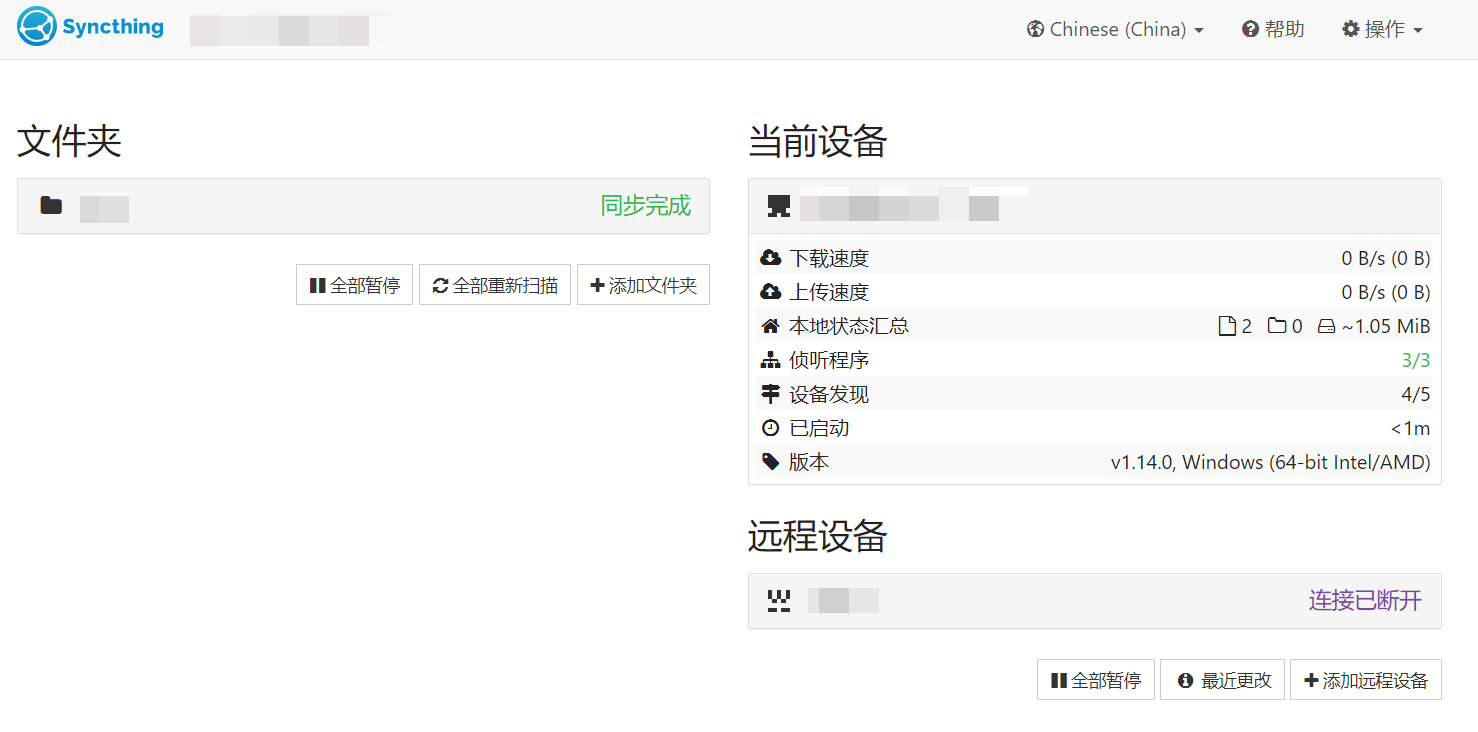 Syncthing
Chinese (China)
帮助
操作
文件夹
同步完成
全部暂停
全部重新扫描
添加文件夹
当前设备
下载速度 0 B/s (0 B)
上传速度 0 B/s (0 B)
本地状态汇总 2 0 ~1.05 MiB
侦听程序 3/3
设备发现 4/5
已启动 <1m
版本 v1.14.0, Windows (64-bit Intel/AMD)
远程设备
连接已断开
全部暂停
最近更改
添加远程设备